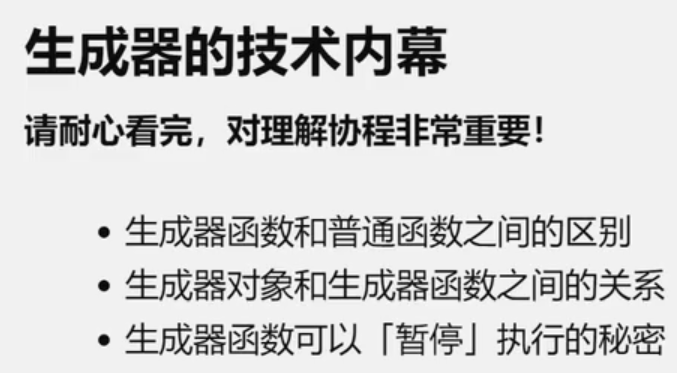 生成器的技术内幕
请耐心看完，对理解协程非常重要！
• 生成器函数和普通函数之间的区别
• 生成器对象和生成器函数之间的关系
• 生成器函数可以「暂停」执行的秘密